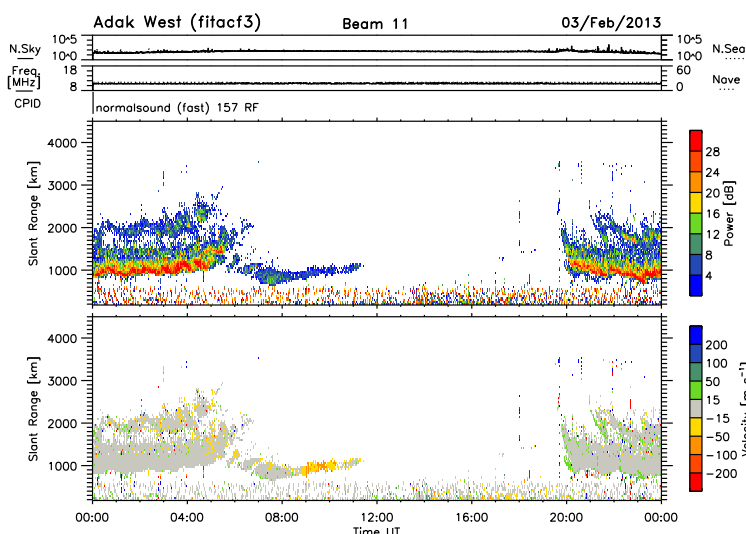 Adak West (fitacf3) Beam 11 03/Feb/2013
N.Sky 10^5 10^0 10^5 10^0 N.Sea
Freq. [MHz] 18 8 60 0 Nave
CPID normalsound (fast) 157 RF
Slant Range [km] 4000 3000 2000 1000
Power [dB] 28 24 20 16 12 8 4
Slant Range [km] 4000 3000 2000 1000
Velocity [m s^-1] 200 100 50 15 -15 -50 -100 -200
00:00 04:00 08:00 12:00 16:00 20:00 00:00
Time UT